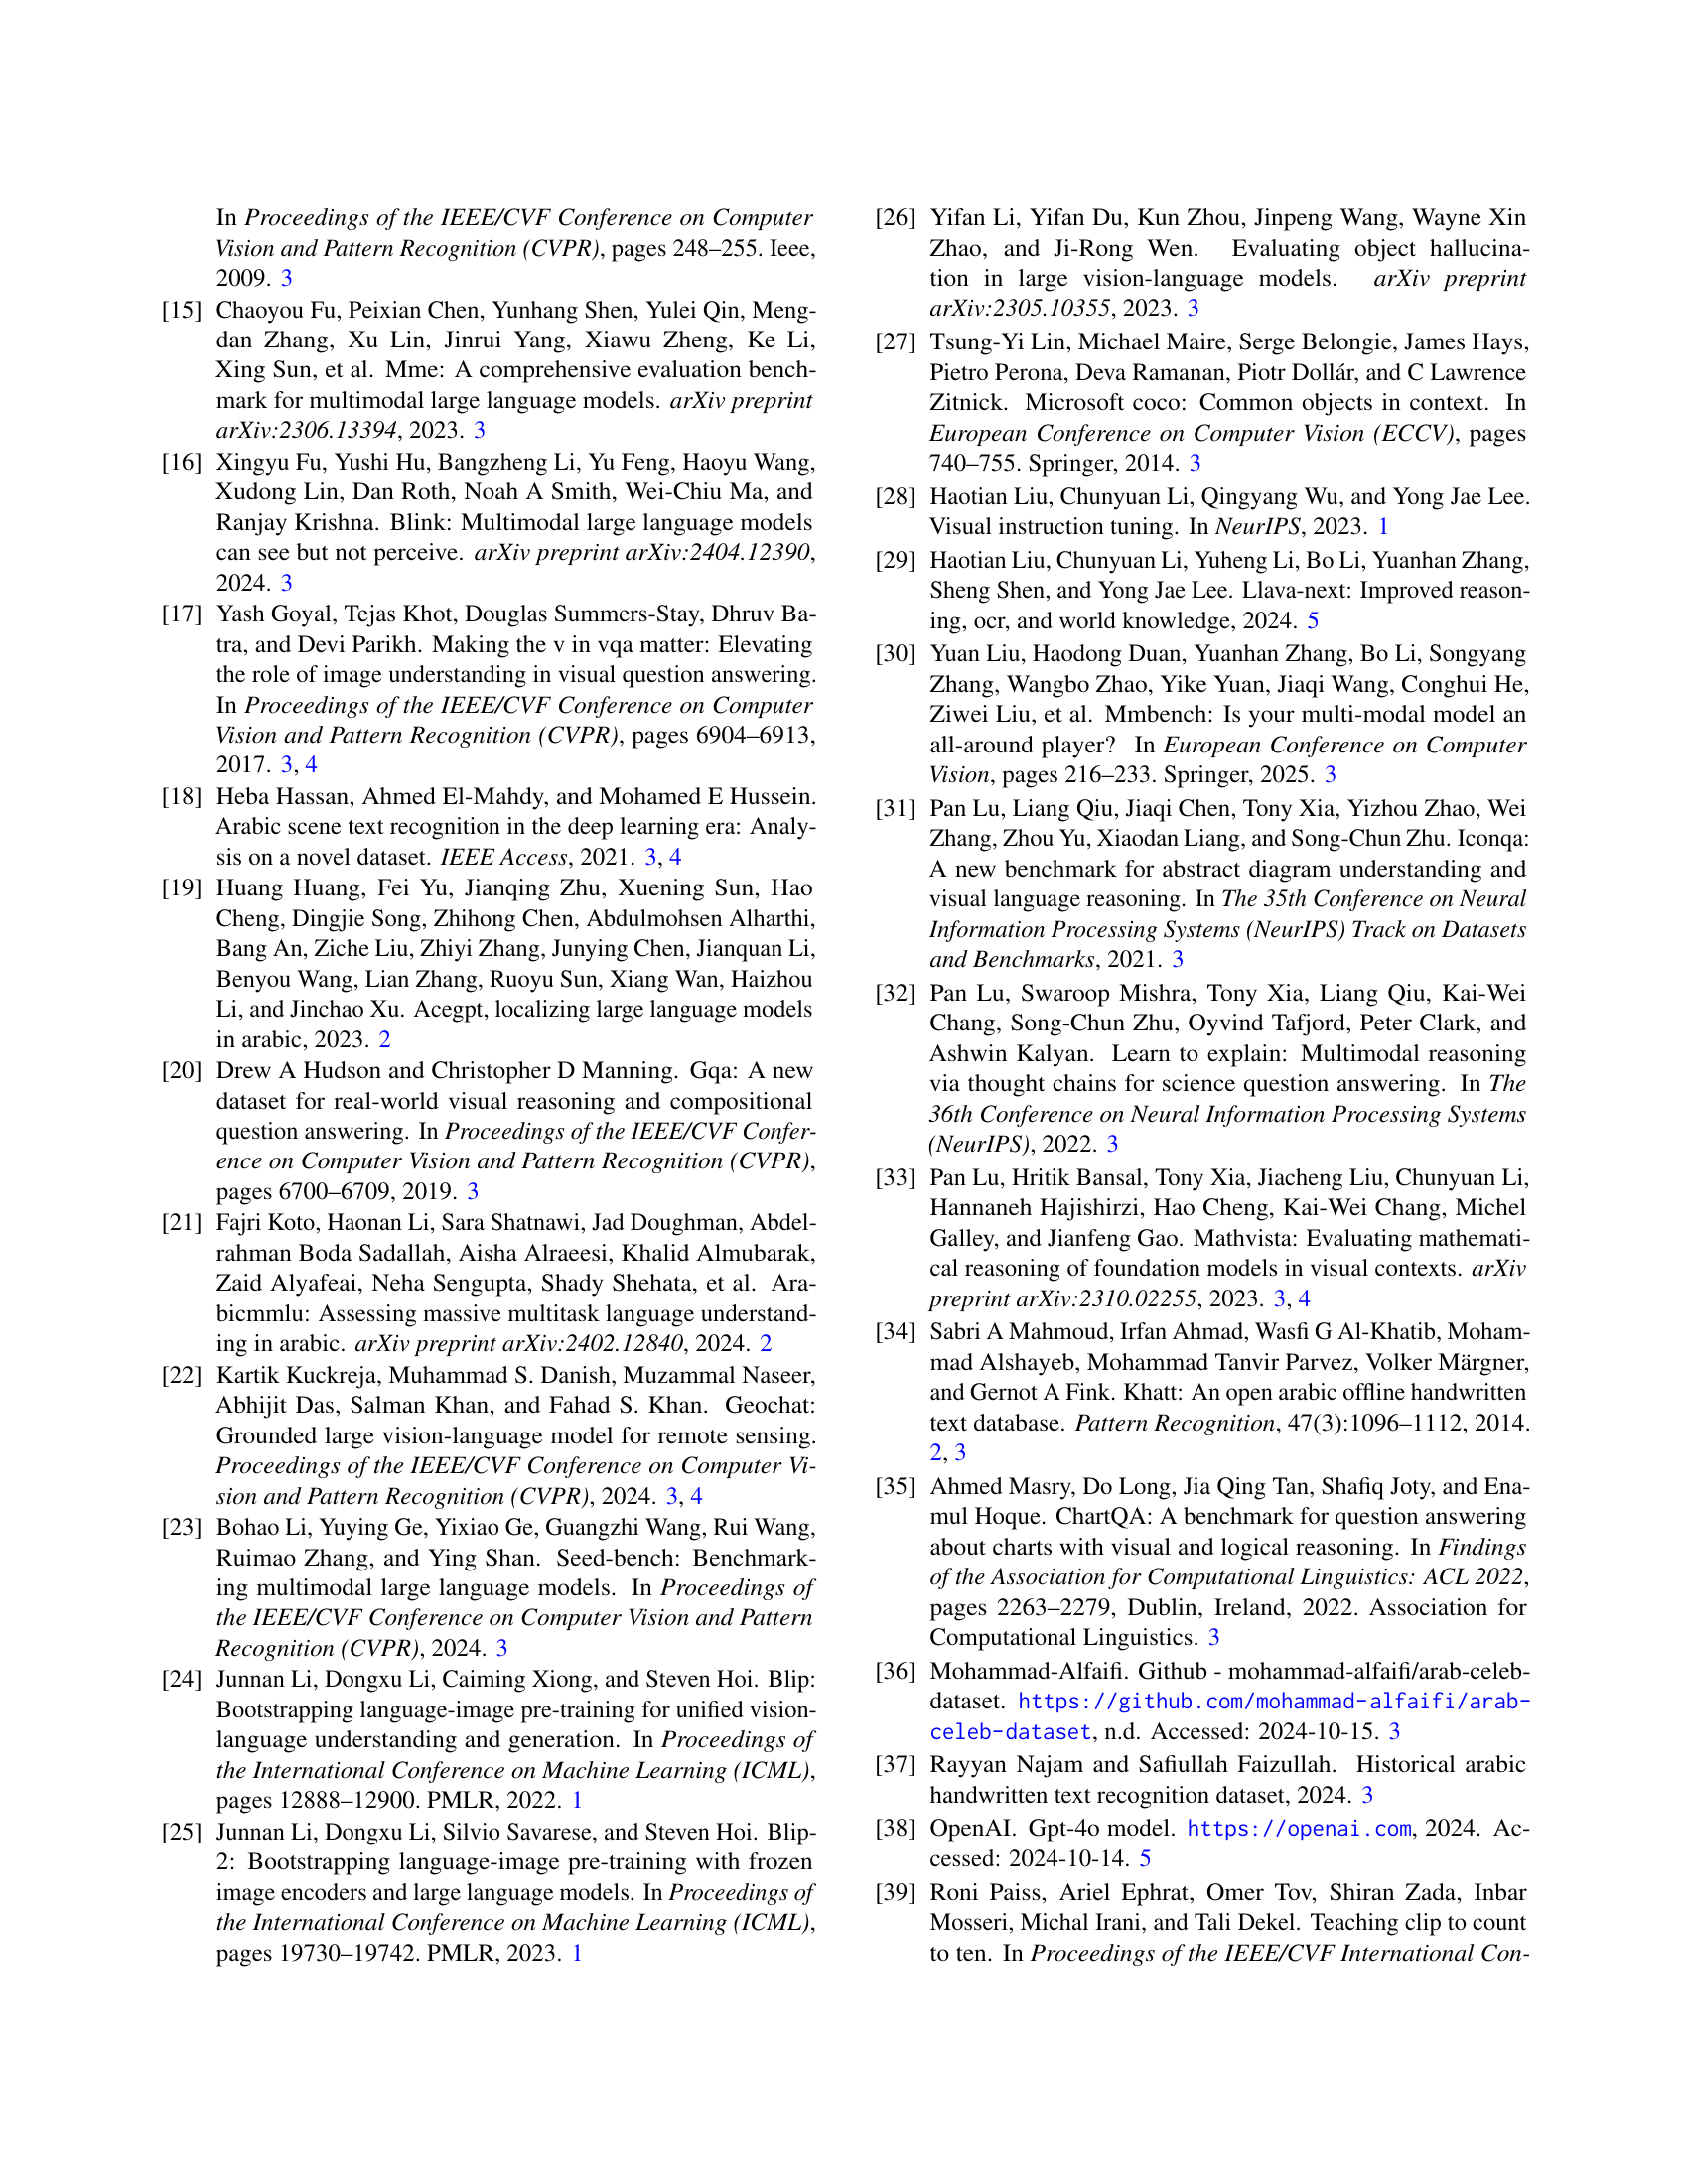 In Proceedings of the IEEE/CVF Conference on Computer
Vision and Pattern Recognition (CVPR), pages 248–255. Ieee,
2009. 3
[15] Chaoyou Fu, Peixian Chen, Yunhang Shen, Yulei Qin, Meng-
dan Zhang, Xu Lin, Jinrui Yang, Xiawu Zheng, Ke Li,
Xing Sun, et al. Mme: A comprehensive evaluation bench-
mark for multimodal large language models. arXiv preprint
arXiv:2306.13394, 2023. 3
[16] Xingyu Fu, Yushi Hu, Bangzheng Li, Yu Feng, Haoyu Wang,
Xudong Lin, Dan Roth, Noah A Smith, Wei-Chiu Ma, and
Ranjay Krishna. Blink: Multimodal large language models
can see but not perceive. arXiv preprint arXiv:2404.12390,
2024. 3
[17] Yash Goyal, Tejas Khot, Douglas Summers-Stay, Dhruv Ba-
tra, and Devi Parikh. Making the v in vqa matter: Elevating
the role of image understanding in visual question answering.
In Proceedings of the IEEE/CVF Conference on Computer
Vision and Pattern Recognition (CVPR), pages 6904–6913,
2017. 3, 4
[18] Heba Hassan, Ahmed El-Mahdy, and Mohamed E Hussein.
Arabic scene text recognition in the deep learning era: Analy-
sis on a novel dataset. IEEE Access, 2021. 3, 4
[19] Huang Huang, Fei Yu, Jianqing Zhu, Xuening Sun, Hao
Cheng, Dingjie Song, Zhihong Chen, Abdulmohsen Alharthi,
Bang An, Ziche Liu, Zhiyi Zhang, Junying Chen, Jianquan Li,
Benyou Wang, Lian Zhang, Ruoyu Sun, Xiang Wan, Haizhou
Li, and Jinchao Xu. Acegpt, localizing large language models
in arabic, 2023. 2
[20] Drew A Hudson and Christopher D Manning. Gqa: A new
dataset for real-world visual reasoning and compositional
question answering. In Proceedings of the IEEE/CVF Confer-
ence on Computer Vision and Pattern Recognition (CVPR),
pages 6700–6709, 2019. 3
[21] Fajri Koto, Haonan Li, Sara Shatnawi, Jad Doughman, Abdel-
rahman Boda Sadallah, Aisha Alraeesi, Khalid Almubarak,
Zaid Alyafeai, Neha Sengupta, Shady Shehata, et al. Ara-
bicmmlu: Assessing massive multitask language understand-
ing in arabic. arXiv preprint arXiv:2402.12840, 2024. 2
[22] Kartik Kuckreja, Muhammad S. Danish, Muzammal Naseer,
Abhijit Das, Salman Khan, and Fahad S. Khan. Geochat:
Grounded large vision-language model for remote sensing.
Proceedings of the IEEE/CVF Conference on Computer Vi-
sion and Pattern Recognition (CVPR), 2024. 3, 4
[23] Bohao Li, Yuying Ge, Yixiao Ge, Guangzhi Wang, Rui Wang,
Ruimao Zhang, and Ying Shan. Seed-bench: Benchmark-
ing multimodal large language models. In Proceedings of
the IEEE/CVF Conference on Computer Vision and Pattern
Recognition (CVPR), 2024. 3
[24] Junnan Li, Dongxu Li, Caiming Xiong, and Steven Hoi. Blip:
Bootstrapping language-image pre-training for unified vision-
language understanding and generation. In Proceedings of
the International Conference on Machine Learning (ICML),
pages 12888–12900. PMLR, 2022. 1
[25] Junnan Li, Dongxu Li, Silvio Savarese, and Steven Hoi. Blip-
2: Bootstrapping language-image pre-training with frozen
image encoders and large language models. In Proceedings of
the International Conference on Machine Learning (ICML),
pages 19730–19742. PMLR, 2023. 1
[26] Yifan Li, Yifan Du, Kun Zhou, Jinpeng Wang, Wayne Xin
Zhao, and Ji-Rong Wen. Evaluating object hallucina-
tion in large vision-language models. arXiv preprint
arXiv:2305.10355, 2023. 3
[27] Tsung-Yi Lin, Michael Maire, Serge Belongie, James Hays,
Pietro Perona, Deva Ramanan, Piotr Dollár, and C Lawrence
Zitnick. Microsoft coco: Common objects in context. In
European Conference on Computer Vision (ECCV), pages
740–755. Springer, 2014. 3
[28] Haotian Liu, Chunyuan Li, Qingyang Wu, and Yong Jae Lee.
Visual instruction tuning. In NeurIPS, 2023. 1
[29] Haotian Liu, Chunyuan Li, Yuheng Li, Bo Li, Yuanhan Zhang,
Sheng Shen, and Yong Jae Lee. Llava-next: Improved reason-
ing, ocr, and world knowledge, 2024. 5
[30] Yuan Liu, Haodong Duan, Yuanhan Zhang, Bo Li, Songyang
Zhang, Wangbo Zhao, Yike Yuan, Jiaqi Wang, Conghui He,
Ziwei Liu, et al. Mmbench: Is your multi-modal model an
all-around player? In European Conference on Computer
Vision, pages 216–233. Springer, 2025. 3
[31] Pan Lu, Liang Qiu, Jiaqi Chen, Tony Xia, Yizhou Zhao, Wei
Zhang, Zhou Yu, Xiaodan Liang, and Song-Chun Zhu. Iconqa:
A new benchmark for abstract diagram understanding and
visual language reasoning. In The 35th Conference on Neural
Information Processing Systems (NeurIPS) Track on Datasets
and Benchmarks, 2021. 3
[32] Pan Lu, Swaroop Mishra, Tony Xia, Liang Qiu, Kai-Wei
Chang, Song-Chun Zhu, Oyvind Tafjord, Peter Clark, and
Ashwin Kalyan. Learn to explain: Multimodal reasoning
via thought chains for science question answering. In The
36th Conference on Neural Information Processing Systems
(NeurIPS), 2022. 3
[33] Pan Lu, Hritik Bansal, Tony Xia, Jiacheng Liu, Chunyuan Li,
Hannaneh Hajishirzi, Hao Cheng, Kai-Wei Chang, Michel
Galley, and Jianfeng Gao. Mathvista: Evaluating mathemati-
cal reasoning of foundation models in visual contexts. arXiv
preprint arXiv:2310.02255, 2023. 3, 4
[34] Sabri A Mahmoud, Irfan Ahmad, Wasfi G Al-Khatib, Moham-
mad Alshayeb, Mohammad Tanvir Parvez, Volker Märgner,
and Gernot A Fink. Khatt: An open arabic offline handwritten
text database. Pattern Recognition, 47(3):1096–1112, 2014.
2, 3
[35] Ahmed Masry, Do Long, Jia Qing Tan, Shafiq Joty, and Ena-
mul Hoque. ChartQA: A benchmark for question answering
about charts with visual and logical reasoning. In Findings
of the Association for Computational Linguistics: ACL 2022,
pages 2263–2279, Dublin, Ireland, 2022. Association for
Computational Linguistics. 3
[36] Mohammad-Alfaifi. Github - mohammad-alfaifi/arab-celeb-
dataset. https://github.com/mohammad-alfaifi/arab-
celeb-dataset, n.d. Accessed: 2024-10-15. 3
[37] Rayyan Najam and Safiullah Faizullah. Historical arabic
handwritten text recognition dataset, 2024. 3
[38] OpenAI. Gpt-4o model. https://openai.com, 2024. Ac-
cessed: 2024-10-14. 5
[39] Roni Paiss, Ariel Ephrat, Omer Tov, Shiran Zada, Inbar
Mosseri, Michal Irani, and Tali Dekel. Teaching clip to count
to ten. In Proceedings of the IEEE/CVF International Con-